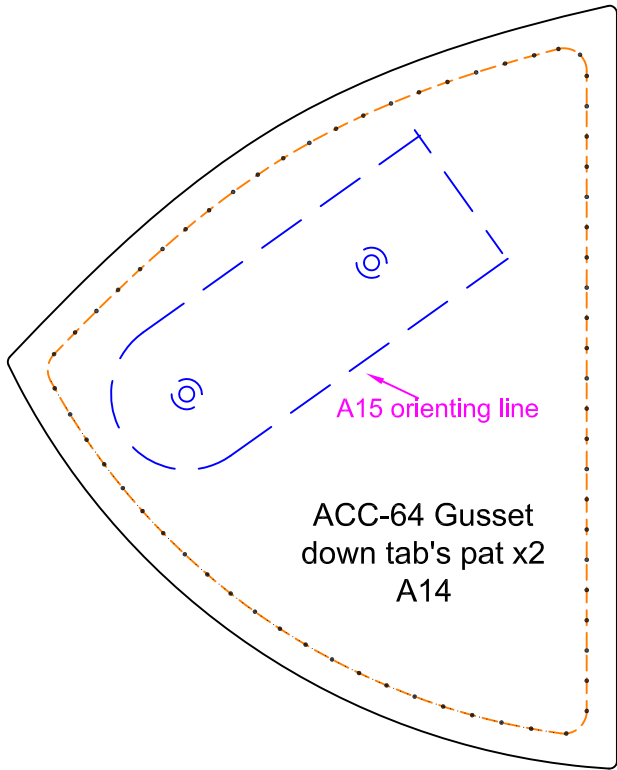 A15 orienting line
ACC-64 Gusset
down tab's pat x2
A14